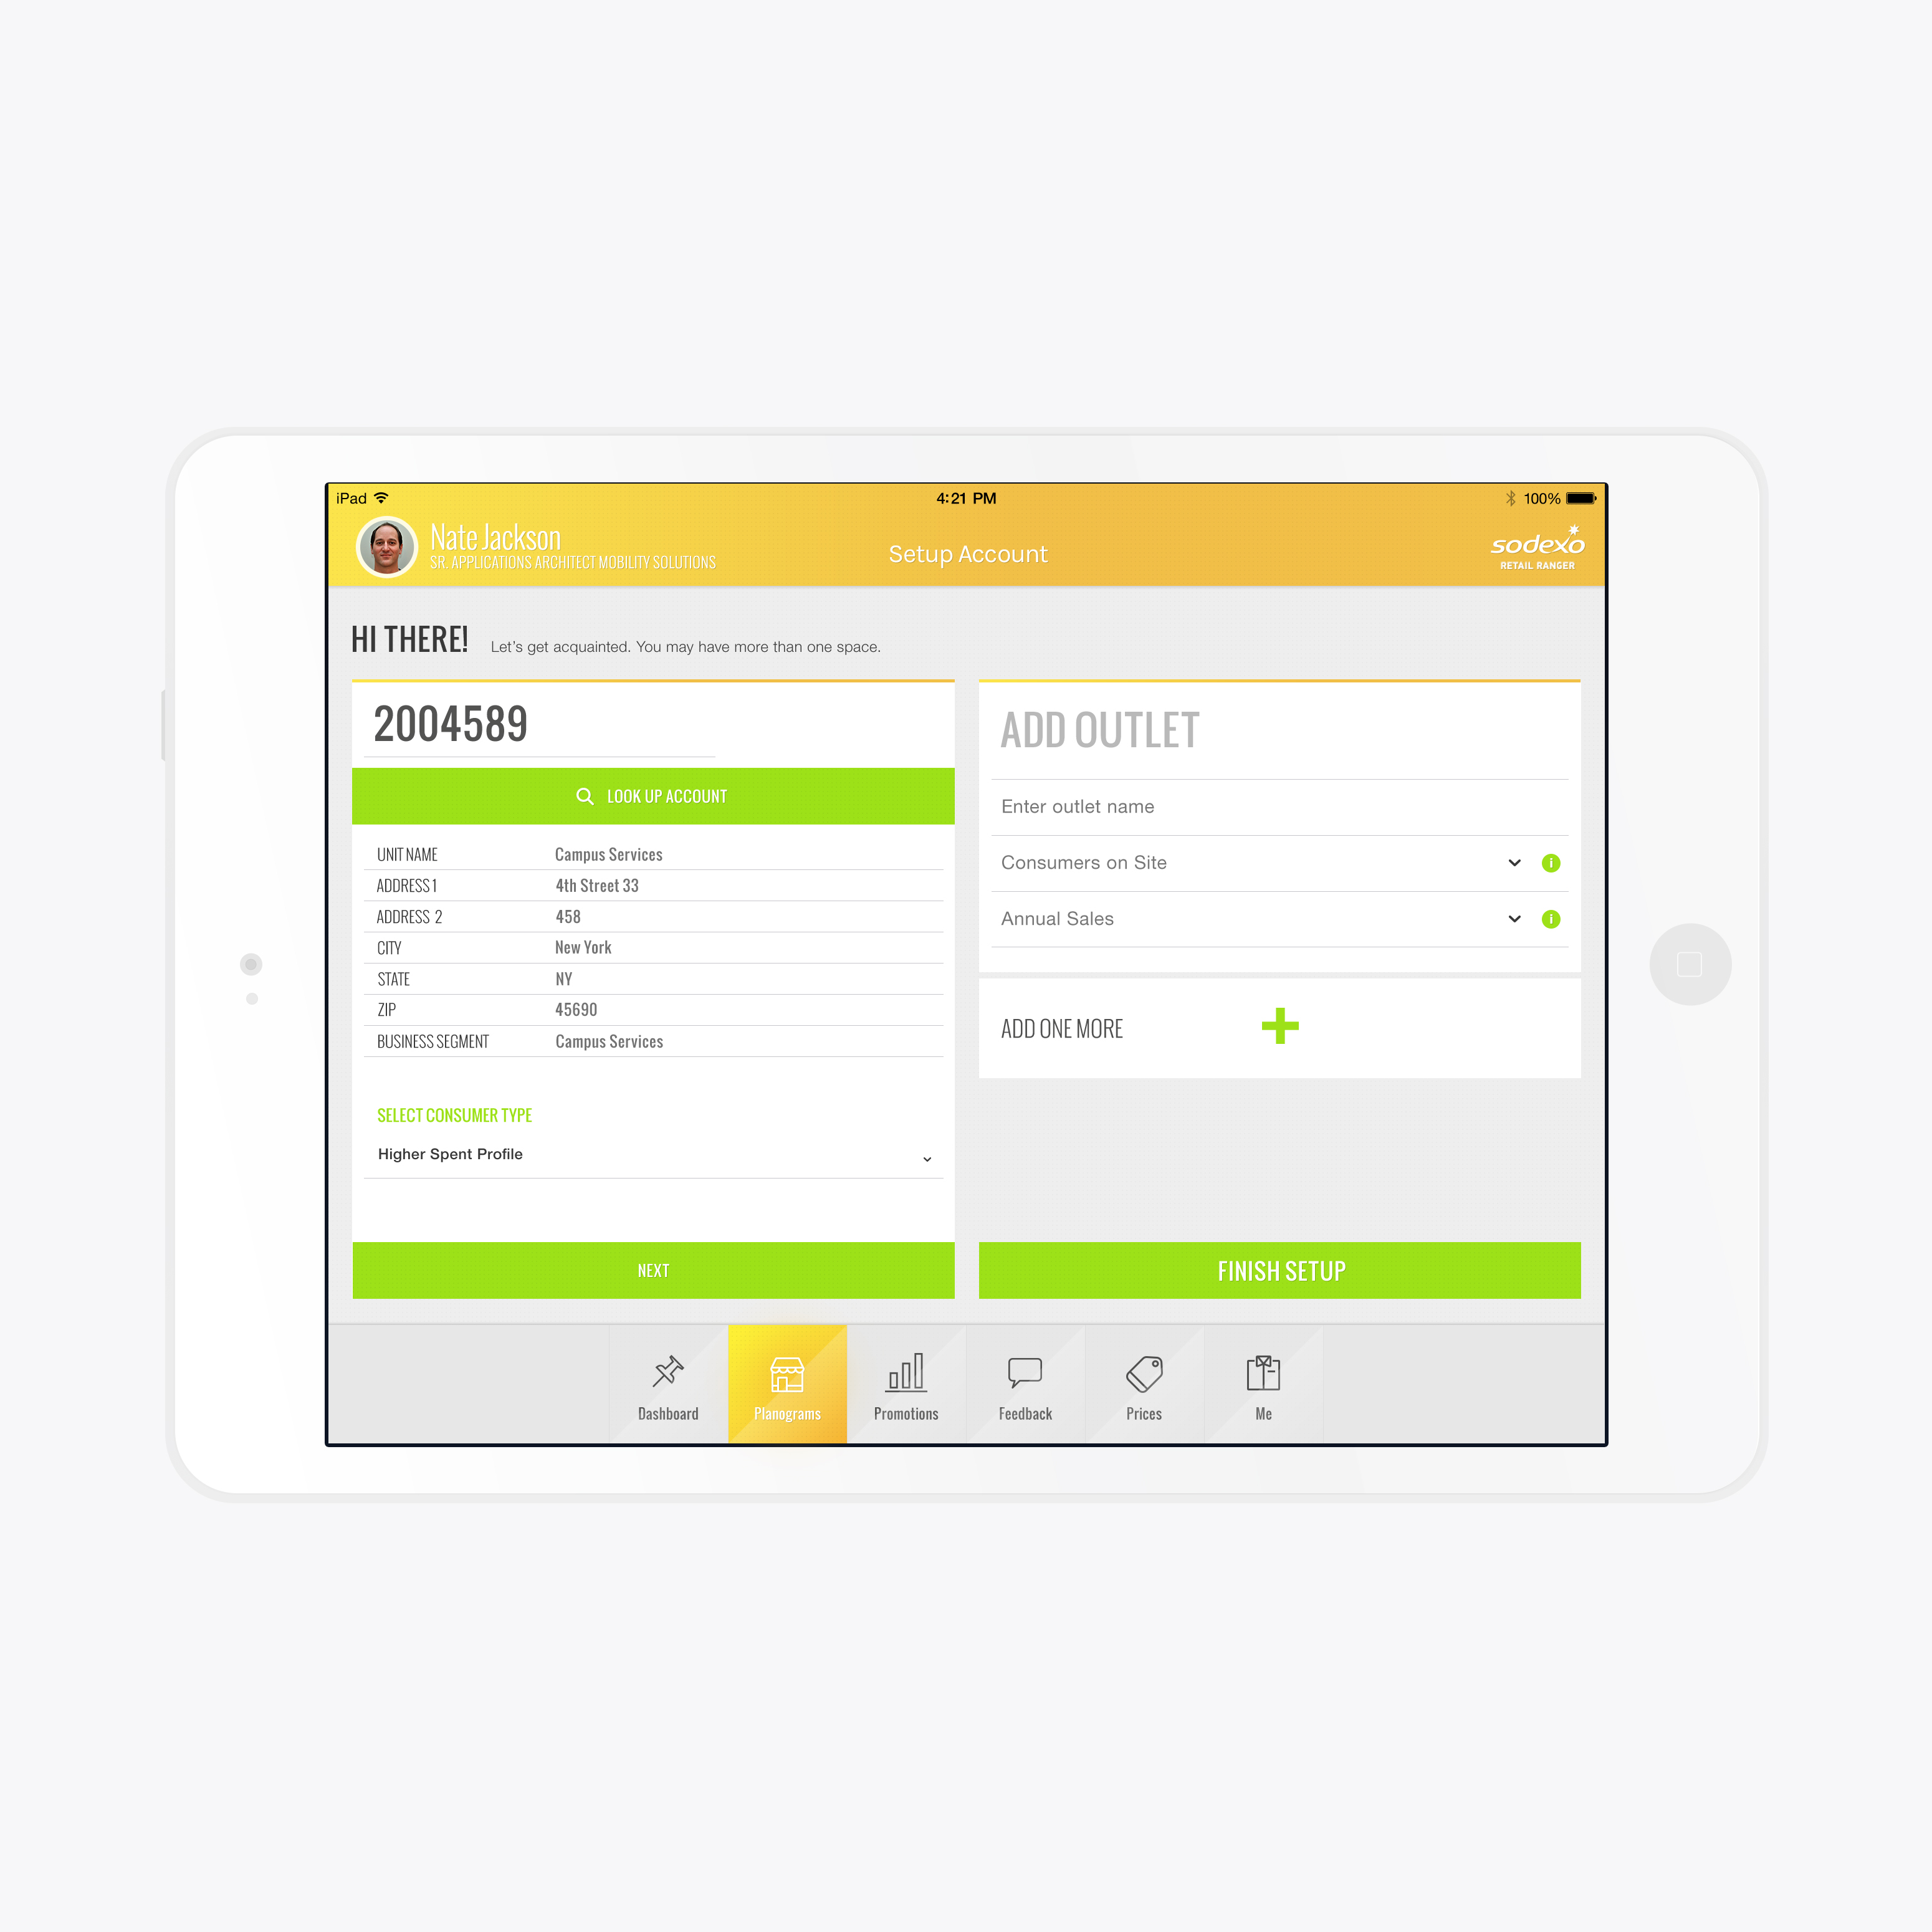 iPad 4:21 PM 100%
Nate Jackson
SR. APPLICATIONS ARCHITECT MOBILITY SOLUTIONS
Setup Account
sodexo
RETAIL RANGER
HI THERE! Let's get acquainted. You may have more than one space.
2004589
LOOK UP ACCOUNT
UNIT NAME Campus Services
ADDRESS 1 4th Street 33
ADDRESS 2 458
CITY New York
STATE NY
ZIP 45690
BUSINESS SEGMENT Campus Services
SELECT CONSUMER TYPE
Higher Spent Profile
NEXT
ADD OUTLET
Enter outlet name
Consumers on Site i
Annual Sales i
ADD ONE MORE
FINISH SETUP
Dashboard Planograms Promotions Feedback Prices Me